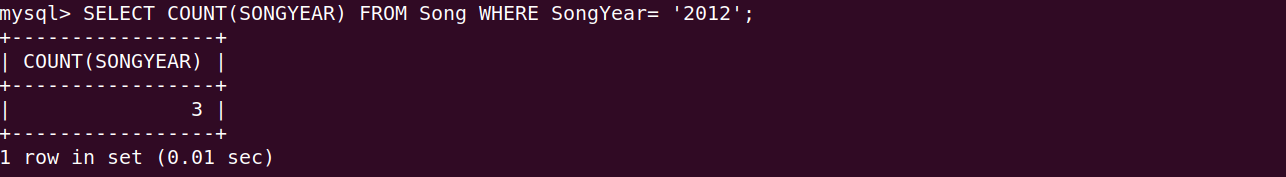 mysql> SELECT COUNT(SONGYEAR) FROM Song WHERE SongYear= '2012';
+-----------------+
| COUNT(SONGYEAR) |
+-----------------+
|               3 |
+-----------------+
1 row in set (0.01 sec)